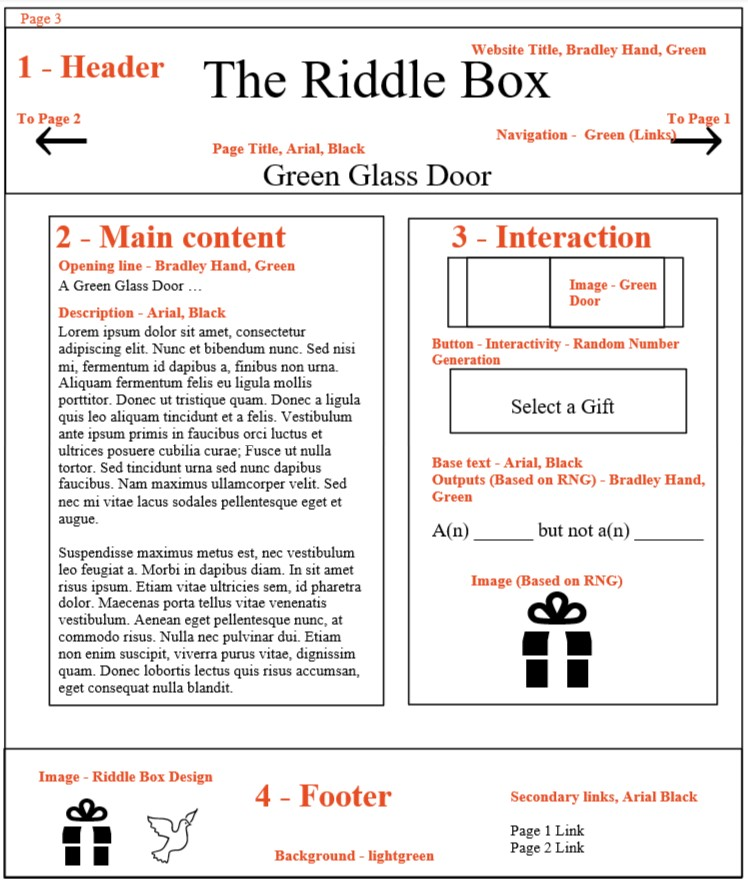 Page 3
Website Title, Bradley Hand, Green
1 - Header
The Riddle Box
To Page 2
To Page 1
Navigation - Green (Links)
Page Title, Arial, Black
Green Glass Door
2 - Main content
Opening line - Bradley Hand, Green
A Green Glass Door ...
Description - Arial, Black
Lorem ipsum dolor sit amet, consectetur
adipiscing elit. Nunc et bibendum nunc. Sed nisi
mi, fermentum id dapibus a, finibus non urna.
Aliquam fermentum felis eu ligula mollis
porttitor. Donec ut tristique quam. Donec a ligula
quis leo aliquam tincidunt et a felis. Vestibulum
ante ipsum primis in faucibus orci luctus et
ultrices posuere cubilia curae; Fusce ut nulla
tortor. Sed tincidunt urna sed nunc dapibus
faucibus. Nam maximus ullamcorper velit. Sed
nec mi vitae lacus sodales pellentesque eget et
augue.
Suspendisse maximus metus est, nec vestibulum
leo feugiat a. Morbi in dapibus diam. In sit amet
risus ipsum. Etiam vitae ultricies sem, id pharetra
dolor. Maecenas porta tellus vitae venenatis
vestibulum. Aenean eget pellentesque nunc, at
commodo risus. Nulla nec pulvinar dui. Etiam
non enim suscipit, viverra purus vitae, dignissim
quam. Donec lobortis lectus quis risus accumsan,
eget consequat nulla blandit.
3 - Interaction
Image - Green
Door
Button - Interactivity - Random Number
Generation
Select a Gift
Base text - Arial, Black
Outputs (Based on RNG) - Bradley Hand,
Green
A(n) ______ but not a(n) _______
Image (Based on RNG)
Image - Riddle Box Design
4 - Footer
Background - lightgreen
Secondary links, Arial Black
Page 1 Link
Page 2 Link